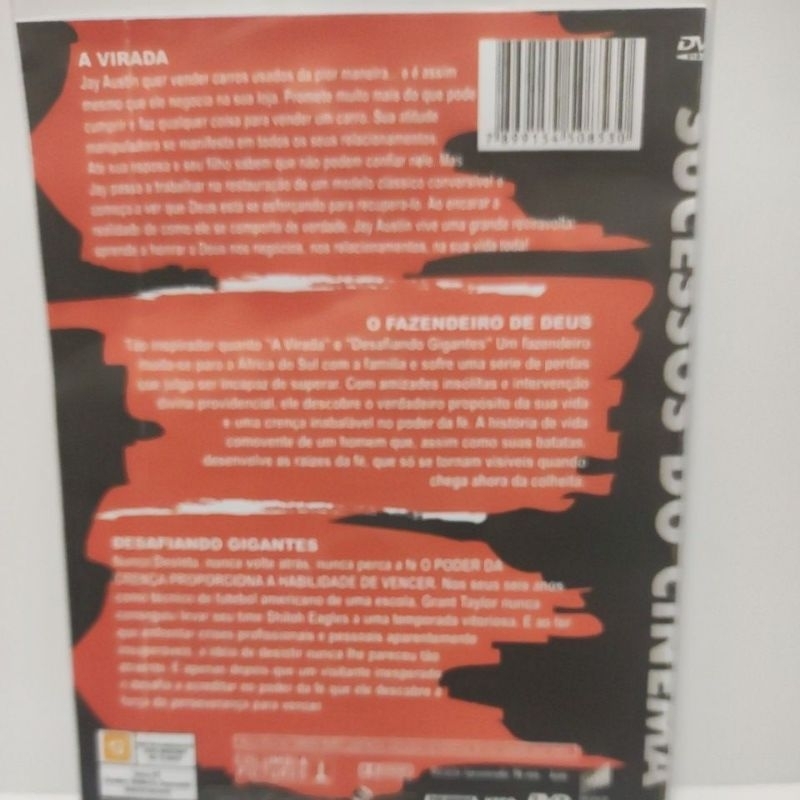 A VIRADA
Jay Austin quer vender carros usados da pior maneira... e é assim
mesmo que ele negocia na sua loja. Promete muito mais do que pode
cumprir e faz qualquer coisa para vender um carro. Sua atitude
manipuladora se manifesta em todos os seus relacionamentos.
Até sua esposa e seu filho sabem que não podem confiar nele. Mas
Jay passa a trabalhar na restauração de um modelo clássico conversível e
começa a ver que Deus está se esforçando para recuperá-lo. Ao encarar a
realidade de como ele se comporta de verdade, Jay Austin vive uma grande reviravolta:
aprende a honrar a Deus nos negócios, nos relacionamentos, na sua vida toda!
7899154508530
DVD
SUCESSOS DO CINEMA
O FAZENDEIRO DE DEUS
Tão inspirador quanto "A Virada" e "Desafiando Gigantes" Um fazendeiro
muda-se para a África do Sul com a família e sofre uma série de perdas
que julga ser incapaz de superar. Com amizades insólitas e intervenção
divina providencial, ele descobre o verdadeiro propósito da sua vida
e uma crença inabalável no poder da fé. A história de vida
comovente de um homem que, assim como suas batatas,
desenvolve as raízes da fé, que só se tornam visíveis quando
chega ahora da colheita.
DESAFIANDO GIGANTES
Nunca Desista, nunca volte atrás, nunca perca a fé O PODER DA
CRENÇA PROPORCIONA A HABILIDADE DE VENCER. Nos seus seis anos
como técnico de futebol americano de uma escola, Grant Taylor nunca
conseguiu levar seu time Shiloh Eagles a uma temporada vitoriosa. E ao ter
que enfrentar crises profissionais e pessoais aparentemente
insuperáveis, a ideia de desistir nunca lhe pareceu tão
atraente. É apenas depois que um visitante inesperado
o desafia a acreditar no poder da fé que ele descobre a
força da perseverança para vencer.